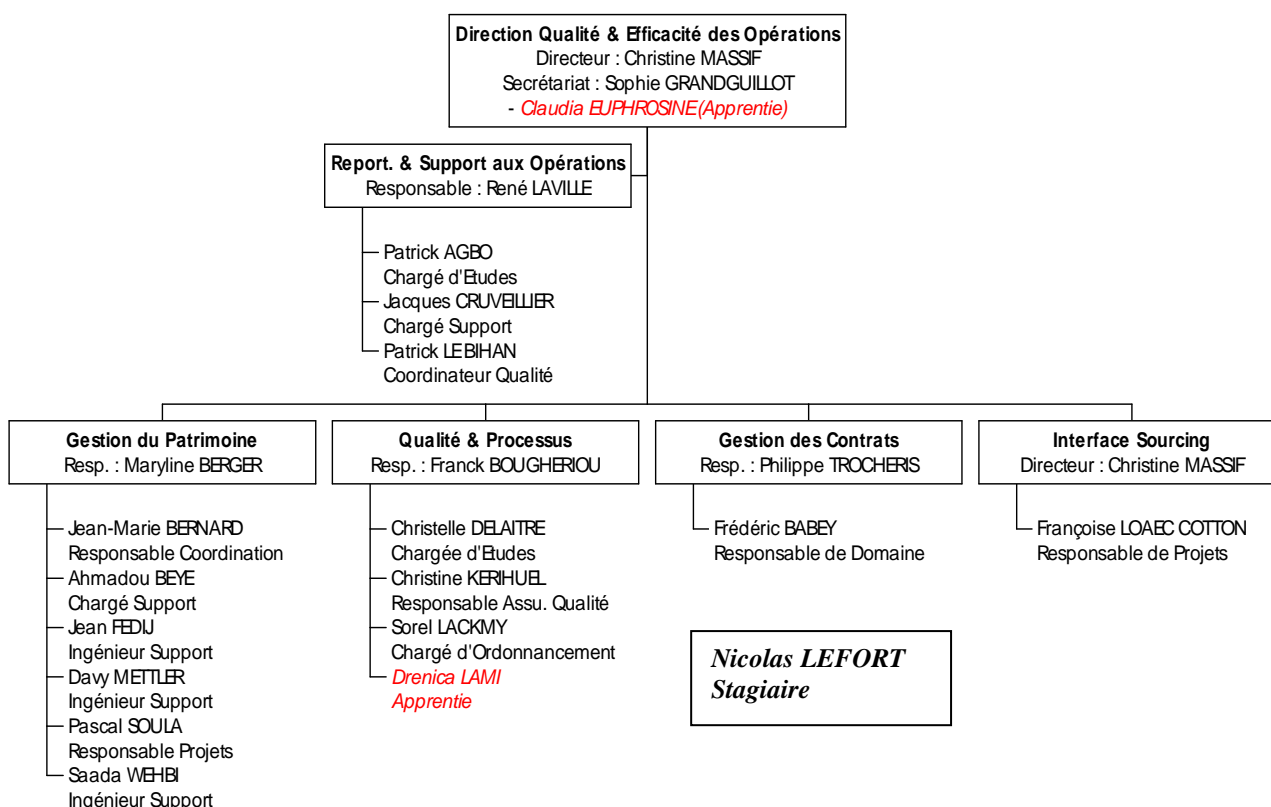 Direction Qualité & Efficacité des Opérations
Directeur : Christine MASSIF
Secrétariat : Sophie GRANDGUILLOT
- Claudia EUPHROSINE(Apprentie)
Report. & Support aux Opérations
Responsable : René LAVILLE
Patrick AGBO
Chargé d'Etudes
Jacques CRUVEILLIER
Chargé Support
Patrick LEBIHAN
Coordinateur Qualité
Gestion du Patrimoine
Resp. : Maryline BERGER
Jean-Marie BERNARD
Responsable Coordination
Ahmadou BEYE
Chargé Support
Jean FEDIJ
Ingénieur Support
Davy METTLER
Ingénieur Support
Pascal SOULA
Responsable Projets
Saada WEHBI
Ingénieur Support
Qualité & Processus
Resp. : Franck BOUGHERIOU
Christelle DELAITRE
Chargée d'Etudes
Christine KERIHUEL
Responsable Assu. Qualité
Sorel LACKMY
Chargé d'Ordonnancement
Drenica LAMI
Apprentie
Gestion des Contrats
Resp. : Philippe TROCHERIS
Frédéric BABEY
Responsable de Domaine
Interface Sourcing
Directeur : Christine MASSIF
Françoise LOAEC COTTON
Responsable de Projets
Nicolas LEFORT
Stagiaire